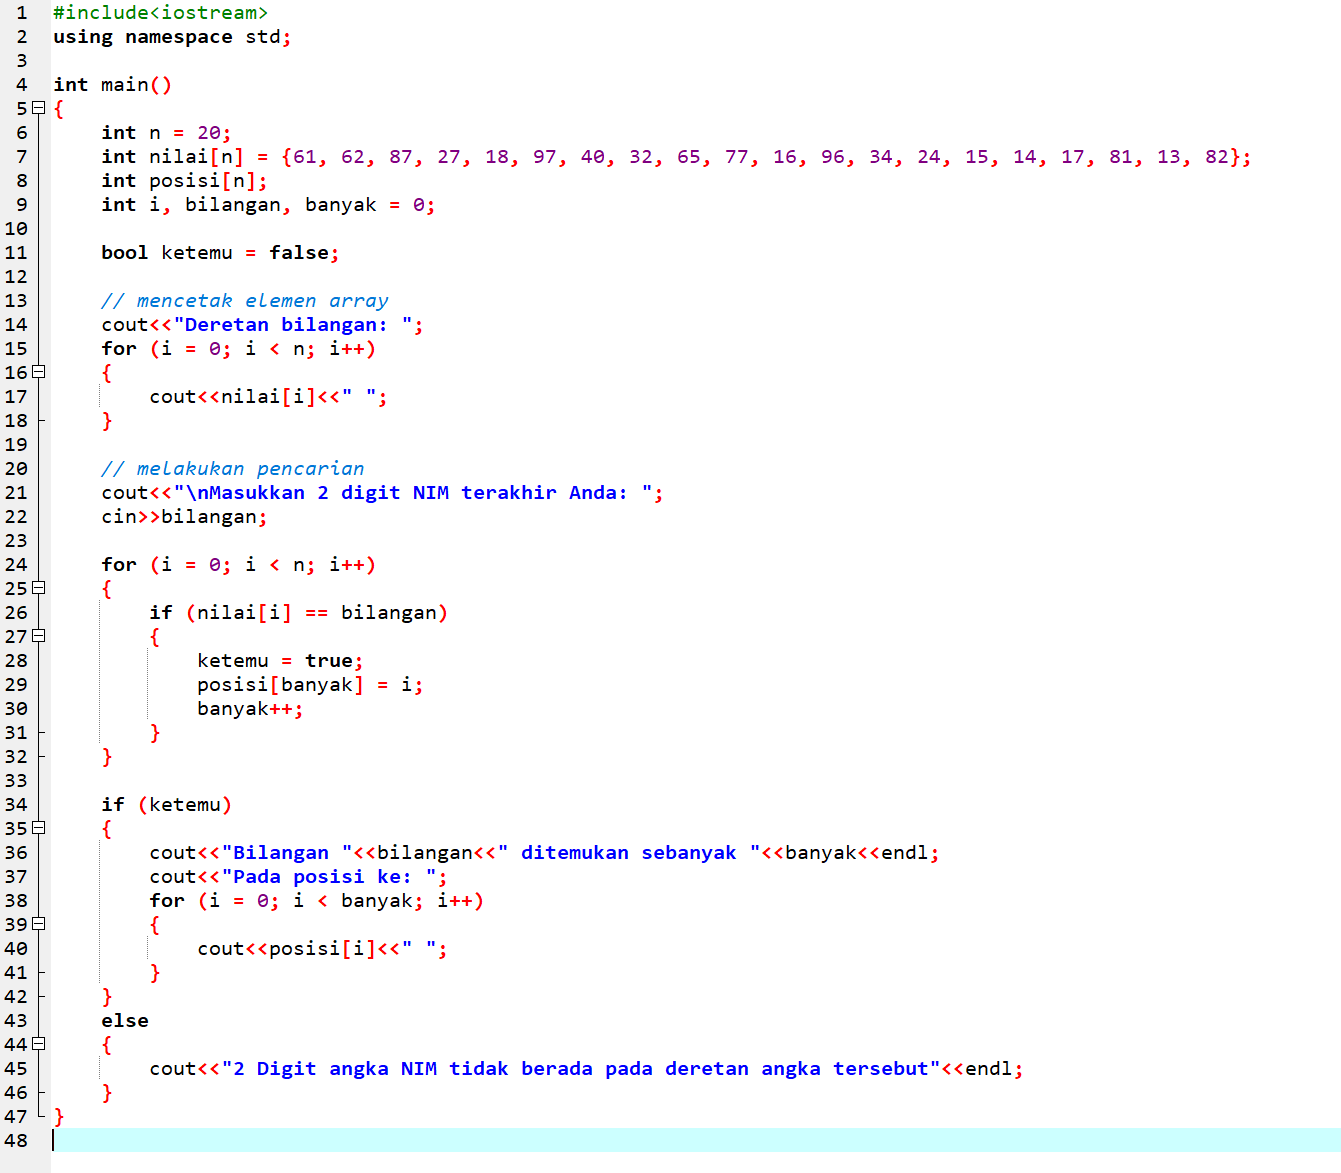 1 #include<iostream>
2 using namespace std;
3
4 int main()
5 {
6 int n = 20;
7 int nilai[n] = {61, 62, 87, 27, 18, 97, 40, 32, 65, 77, 16, 96, 34, 24, 15, 14, 17, 81, 13, 82};
8 int posisi[n];
9 int i, bilangan, banyak = 0;
10
11 bool ketemu = false;
12
13 // mencetak elemen array
14 cout<<"Deretan bilangan: ";
15 for (i = 0; i < n; i++)
16 {
17 cout<<nilai[i]<<" ";
18 }
19
20 // melakukan pencarian
21 cout<<"\nMasukkan 2 digit NIM terakhir Anda: ";
22 cin>>bilangan;
23
24 for (i = 0; i < n; i++)
25 {
26 if (nilai[i] == bilangan)
27 {
28 ketemu = true;
29 posisi[banyak] = i;
30 banyak++;
31 }
32 }
33
34 if (ketemu)
35 {
36 cout<<"Bilangan "<<bilangan<<" ditemukan sebanyak "<<banyak<<endl;
37 cout<<"Pada posisi ke: ";
38 for (i = 0; i < banyak; i++)
39 {
40 cout<<posisi[i]<<" ";
41 }
42 }
43 else
44 {
45 cout<<"2 Digit angka NIM tidak berada pada deretan angka tersebut"<<endl;
46 }
47 }
48